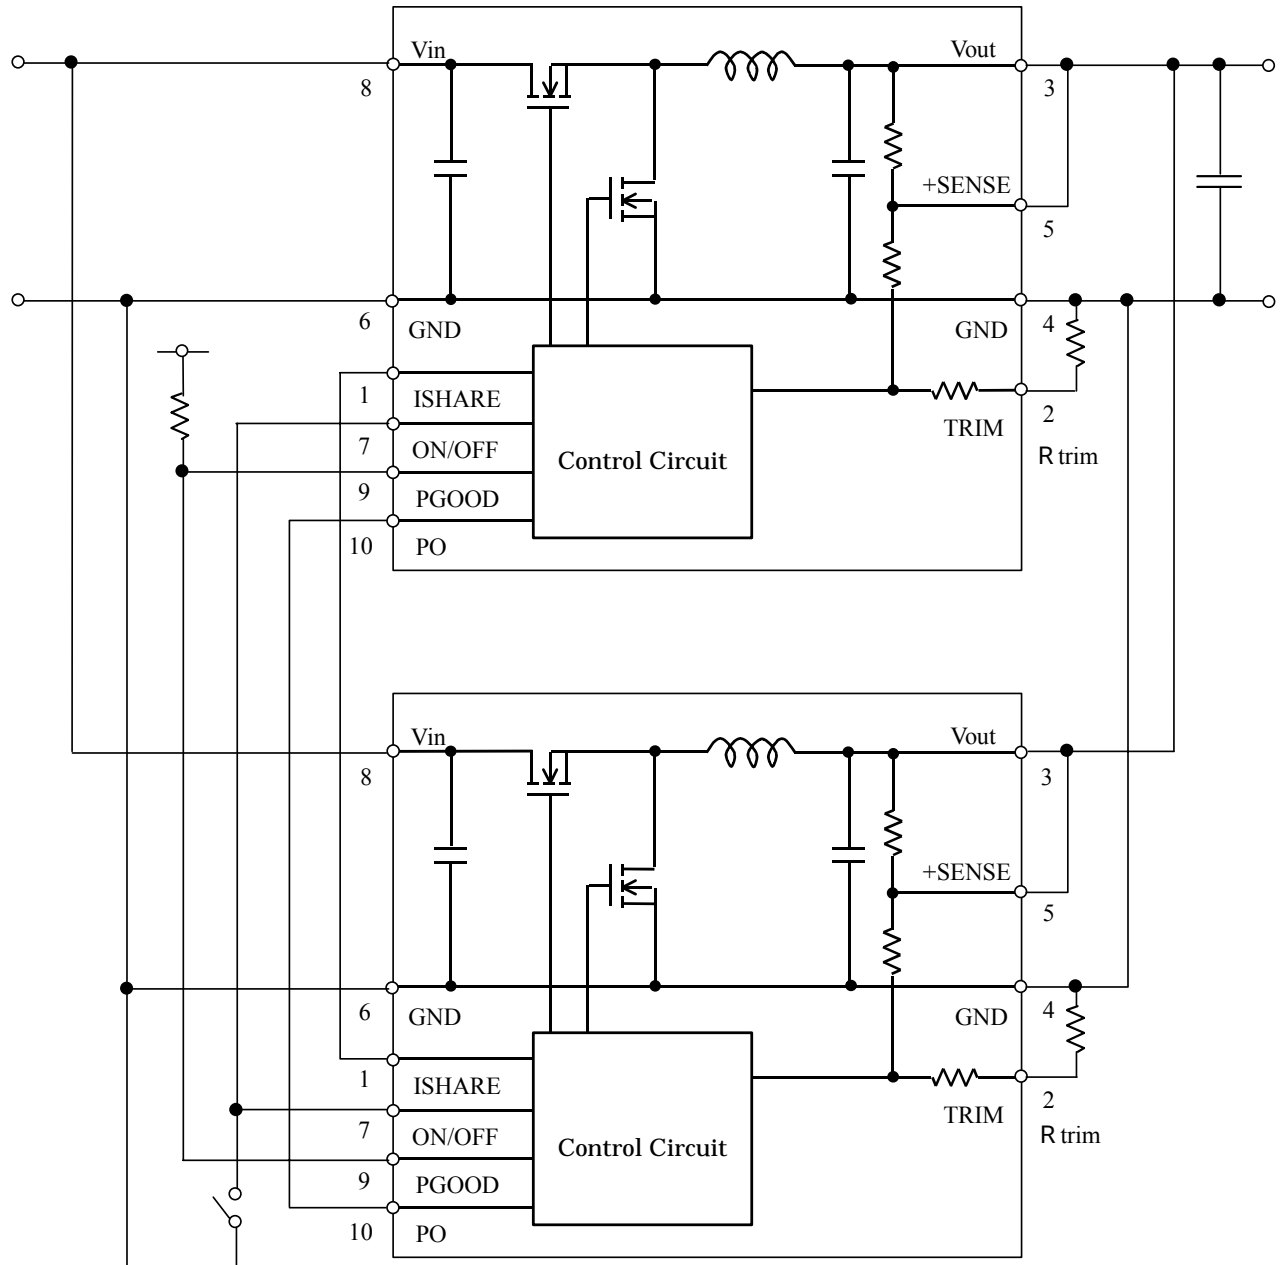 Vin
Vout
8
3
+SENSE
5
6
GND
GND
4
1
ISHARE
2
7
ON/OFF
TRIM
Control Circuit
R trim
9
PGOOD
10
PO
Vin
Vout
8
3
+SENSE
5
6
GND
GND
4
1
ISHARE
2
7
ON/OFF
TRIM
Control Circuit
R trim
9
PGOOD
10
PO